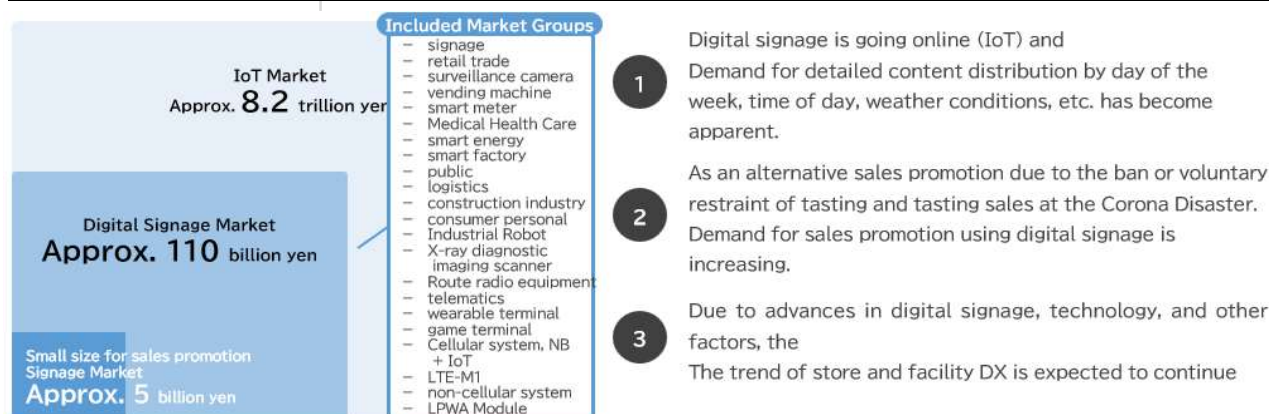 IoT Market
Approx. 8.2 trillion yen
Digital Signage Market
Approx. 110 billion yen
Small size for sales promotion
Signage Market
Approx. 5 billion yen
Included Market Groups
– signage
– retail trade
– surveillance camera
– vending machine
– smart meter
– Medical Health Care
– smart energy
– smart factory
– public
– logistics
– construction industry
– consumer personal
– Industrial Robot
– X-ray diagnostic
imaging scanner
– Route radio equipment
– telematics
– wearable terminal
– game terminal
– Cellular system, NB
+ IoT
– LTE-M1
– non-cellular system
– LPWA Module
1
Digital signage is going online (IoT) and
Demand for detailed content distribution by day of the
week, time of day, weather conditions, etc. has become
apparent.
2
As an alternative sales promotion due to the ban or voluntary
restraint of tasting and tasting sales at the Corona Disaster.
Demand for sales promotion using digital signage is
increasing.
3
Due to advances in digital signage, technology, and other
factors, the
The trend of store and facility DX is expected to continue